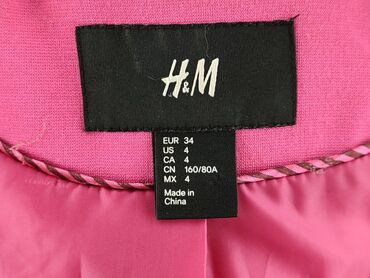 H&M
EUR 34
US 4
CA 4
CN 160/80A
MX 4
Made in
China